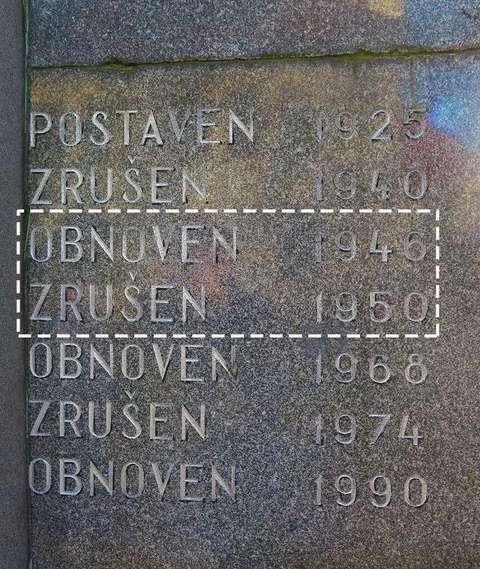 POSTAVEN 1925
ZRUŠEN 1940
OBNOVEN 1946
ZRUŠEN 1950
OBNOVEN 1968
ZRUŠEN 1974
OBNOVEN 1990